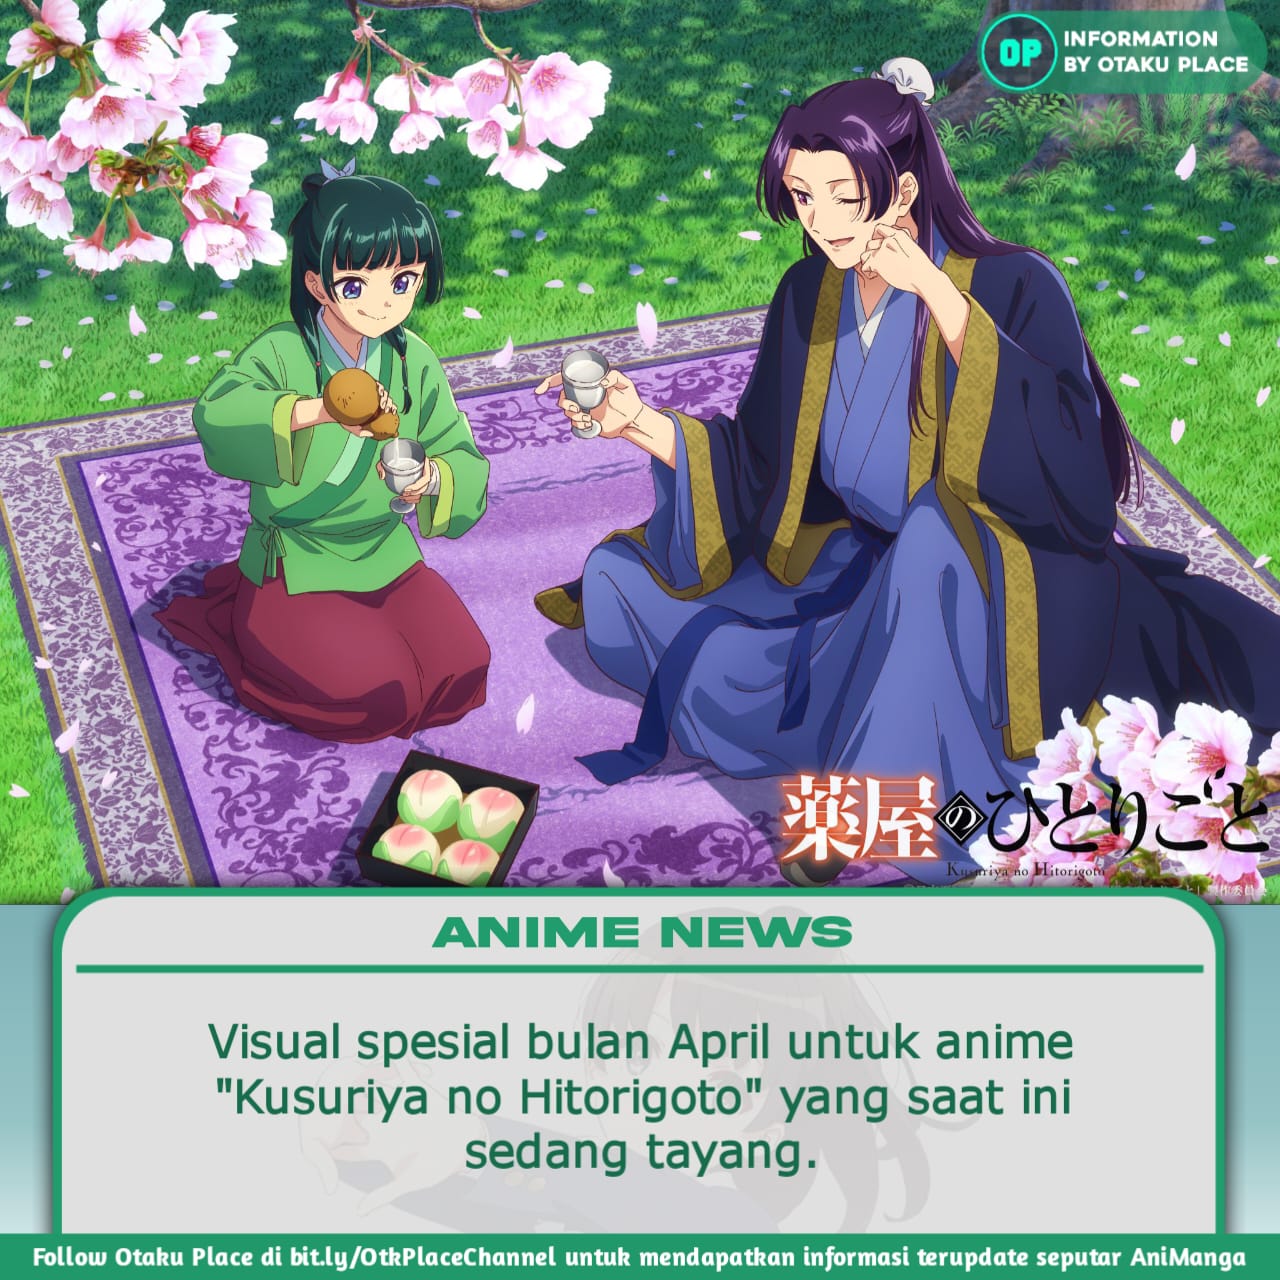 OP
INFORMATION
BY OTAKU PLACE
薬屋のひとりごと
Kusuriya no Hitorigoto
ANIME NEWS
Visual spesial bulan April untuk anime
"Kusuriya no Hitorigoto" yang saat ini
sedang tayang.
Follow Otaku Place di bit.ly/OtkPlaceChannel untuk mendapatkan informasi terupdate seputar AniManga